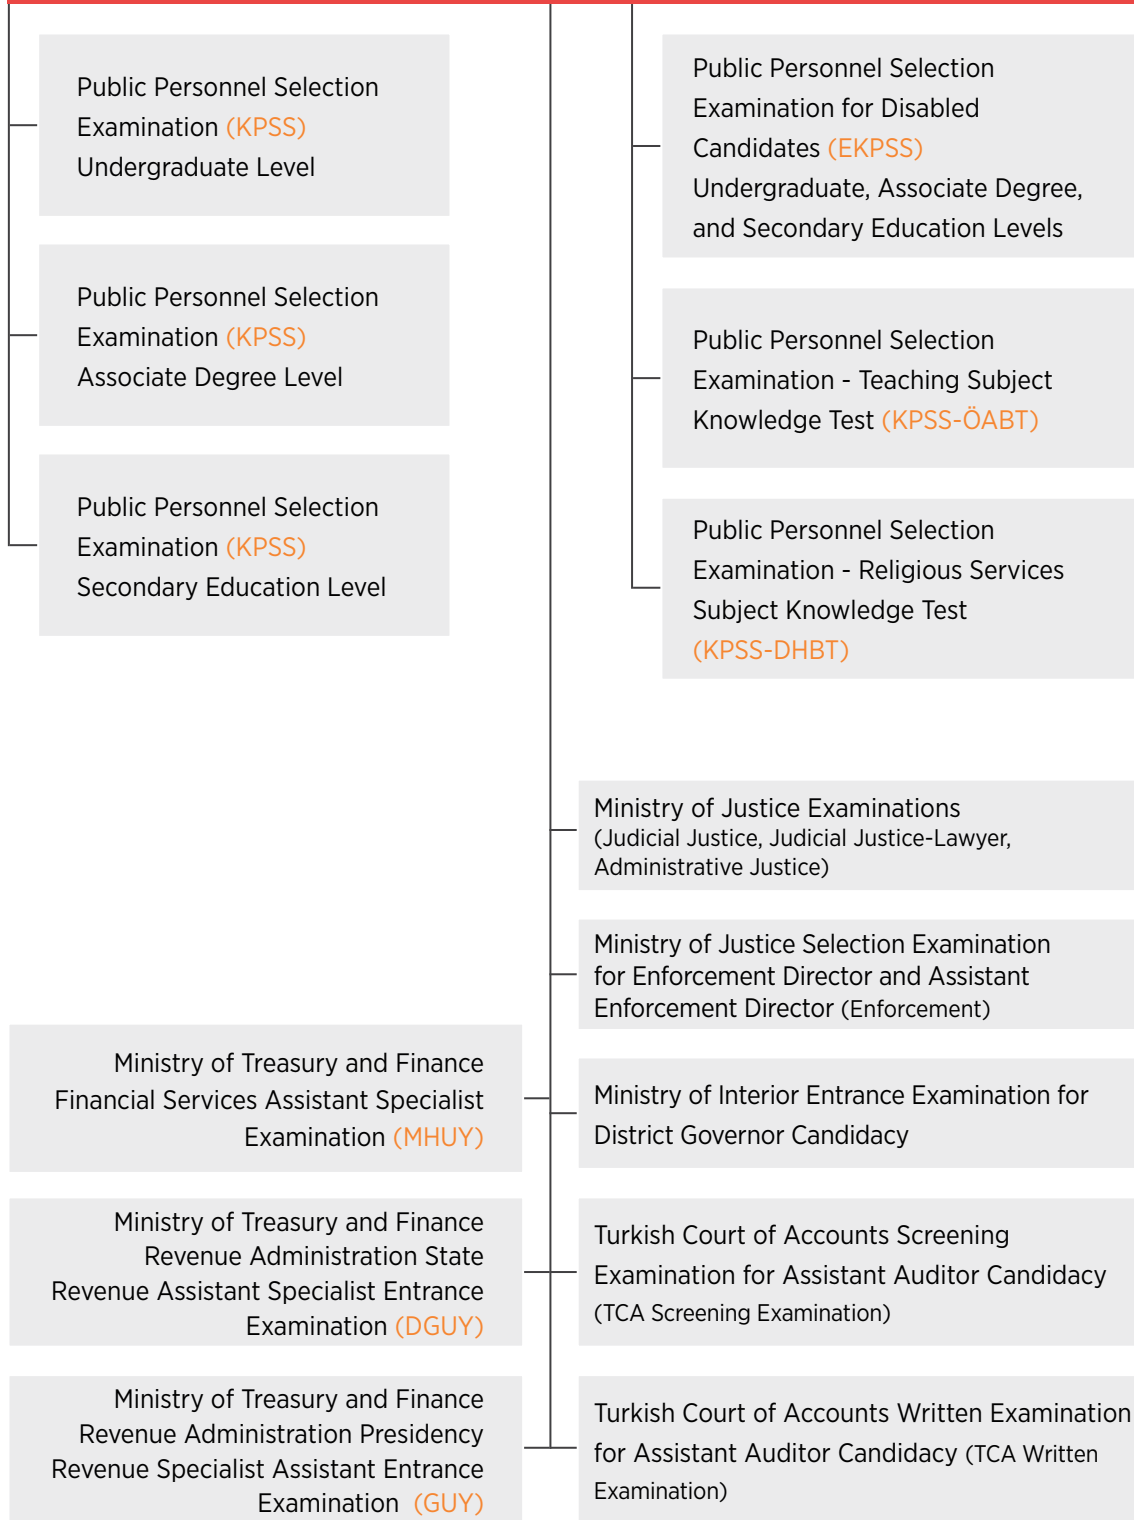 Public Personnel Selection
Examination (KPSS)
Undergraduate Level
Public Personnel Selection
Examination (KPSS)
Associate Degree Level
Public Personnel Selection
Examination (KPSS)
Secondary Education Level
Public Personnel Selection
Examination for Disabled
Candidates (EKPSS)
Undergraduate, Associate Degree,
and Secondary Education Levels
Public Personnel Selection
Examination - Teaching Subject
Knowledge Test (KPSS-ÖABT)
Public Personnel Selection
Examination - Religious Services
Subject Knowledge Test
(KPSS-DHBT)
Ministry of Justice Examinations
(Judicial Justice, Judicial Justice-Lawyer,
Administrative Justice)
Ministry of Justice Selection Examination
for Enforcement Director and Assistant
Enforcement Director (Enforcement)
Ministry of Treasury and Finance
Financial Services Assistant Specialist
Examination (MHUY)
Ministry of Interior Entrance Examination for
District Governor Candidacy
Ministry of Treasury and Finance
Revenue Administration State
Revenue Assistant Specialist Entrance
Examination (DGUY)
Turkish Court of Accounts Screening
Examination for Assistant Auditor Candidacy
(TCA Screening Examination)
Ministry of Treasury and Finance
Revenue Administration Presidency
Revenue Specialist Assistant Entrance
Examination (GUY)
Turkish Court of Accounts Written Examination
for Assistant Auditor Candidacy (TCA Written
Examination)